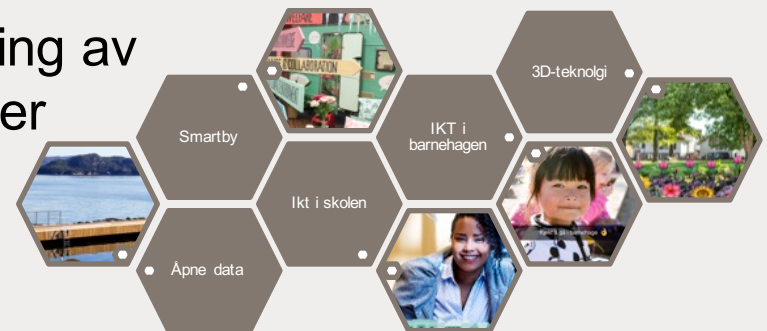 ing av
er
3D-teknolgi
Smartby
IKT i
barnehagen
Ikt i skolen
Åpne data
COLLABORATION